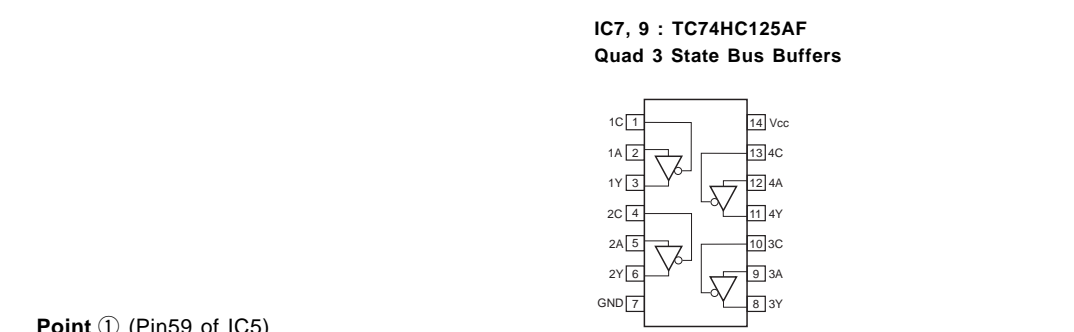 IC7, 9 : TC74HC125AF
Quad 3 State Bus Buffers
1C 1
14 Vcc
1A 2
13 4C
1Y 3
12 4A
2C 4
11 4Y
2A 5
10 3C
2Y 6
9 3A
GND 7
8 3Y
Point ① (Pin59 of IC5)